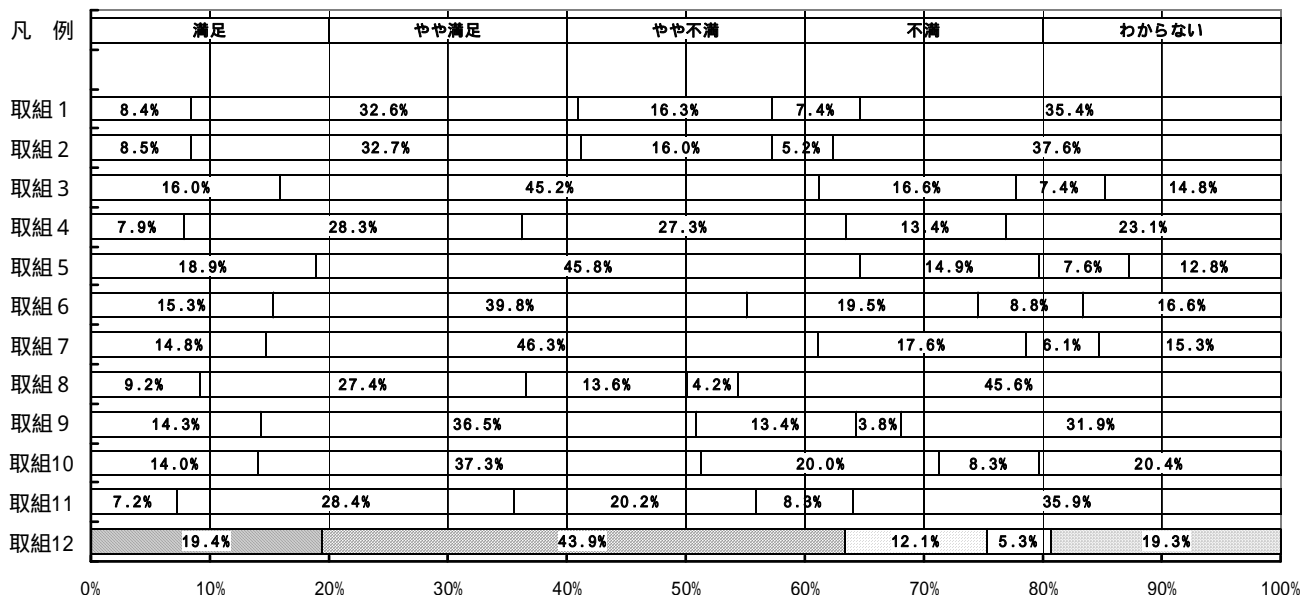 凡 例 満足 やや満足 やや不満 不満 わからない
取組1 8.4% 32.6% 16.3% 7.4% 35.4%
取組2 8.5% 32.7% 16.0% 5.2% 37.6%
取組3 16.0% 45.2% 16.6% 7.4% 14.8%
取組4 7.9% 28.3% 27.3% 13.4% 23.1%
取組5 18.9% 45.8% 14.9% 7.6% 12.8%
取組6 15.3% 39.8% 19.5% 8.8% 16.6%
取組7 14.8% 46.3% 17.6% 6.1% 15.3%
取組8 9.2% 27.4% 13.6% 4.2% 45.6%
取組9 14.3% 36.5% 13.4% 3.8% 31.9%
取組10 14.0% 37.3% 20.0% 8.3% 20.4%
取組11 7.2% 28.4% 20.2% 8.3% 35.9%
取組12 19.4% 43.9% 12.1% 5.3% 19.3%
0% 10% 20% 30% 40% 50% 60% 70% 80% 90% 100%